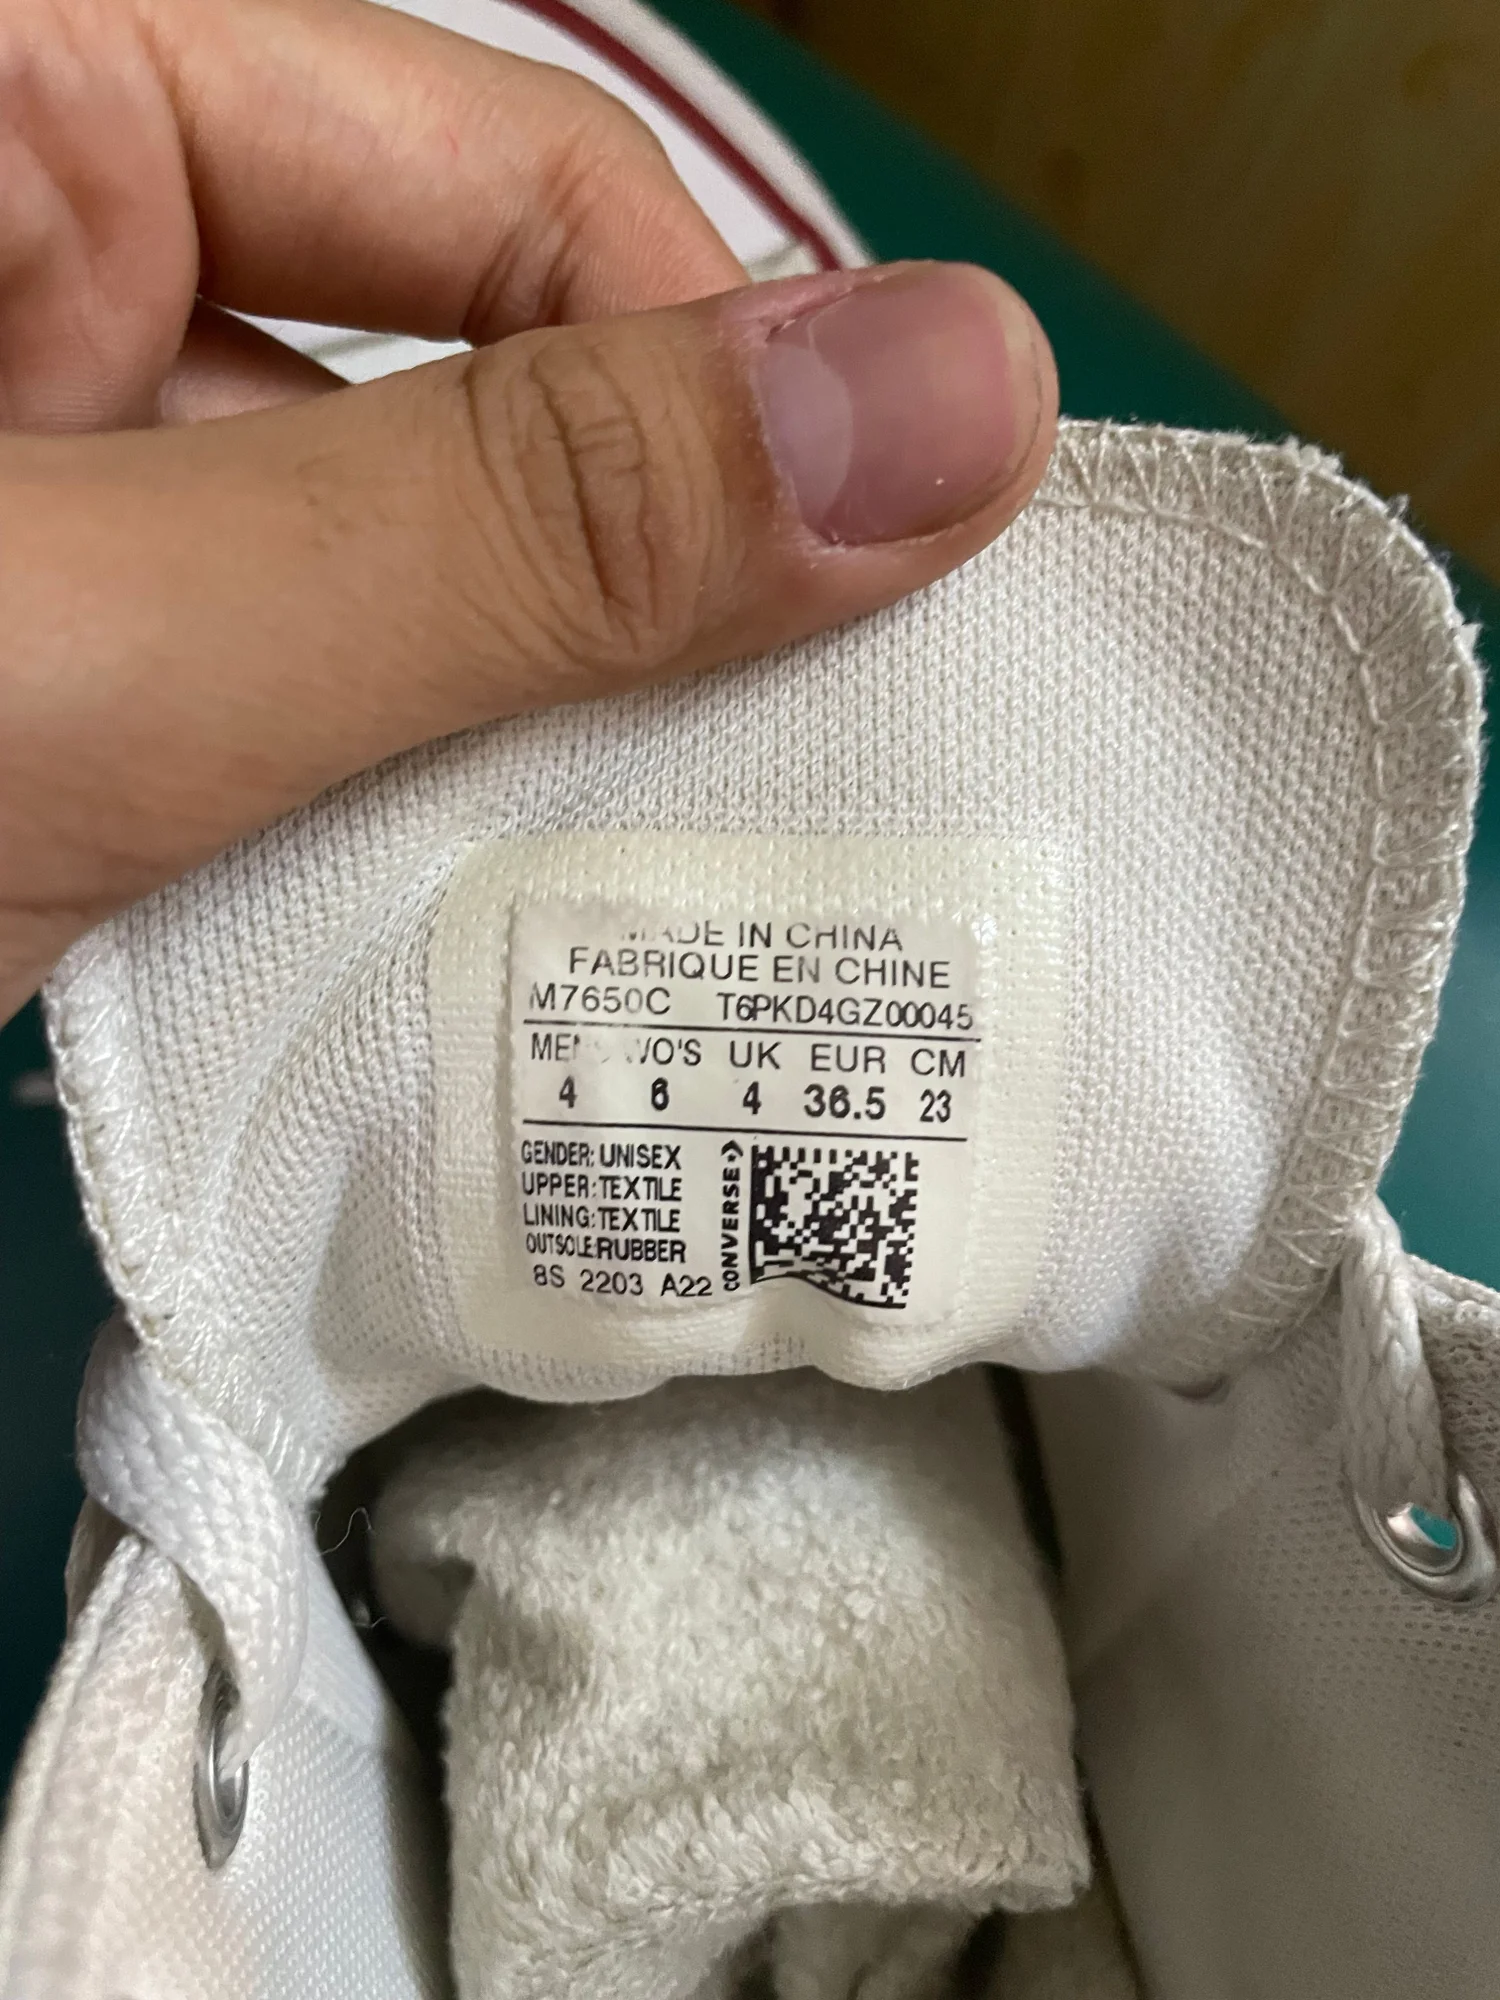 MADE IN CHINA
FABRIQUE EN CHINE
M7650C T6PKD4GZ00045
MEN'S WO'S UK EUR CM
4 6 4 36.5 23
GENDER: UNISEX
UPPER:TEXTILE
LINING:TEXTILE
OUTSOLE:RUBBER
8S 2203 A22
CONVERSE